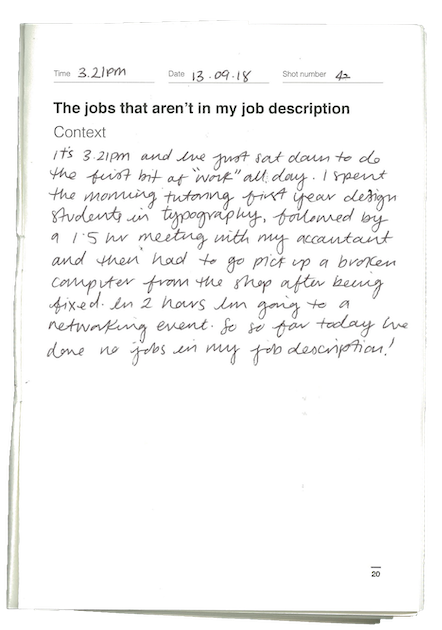 Time 3.21PM Date 13.09.18 Shot number 42
The jobs that aren't in my job description
Context
it's 3.21pm and ive just sat down to do
the first bit of "work" all day. I spent
the morning tutoring first year design
students in typography, followed by
a 1.5 hr meeting with my accountant
and then had to go pick up a broken
computer from the shop after being
fixed. in 2 hours im going to a
networking event. So so far today ive
done no jobs in my job description!
20